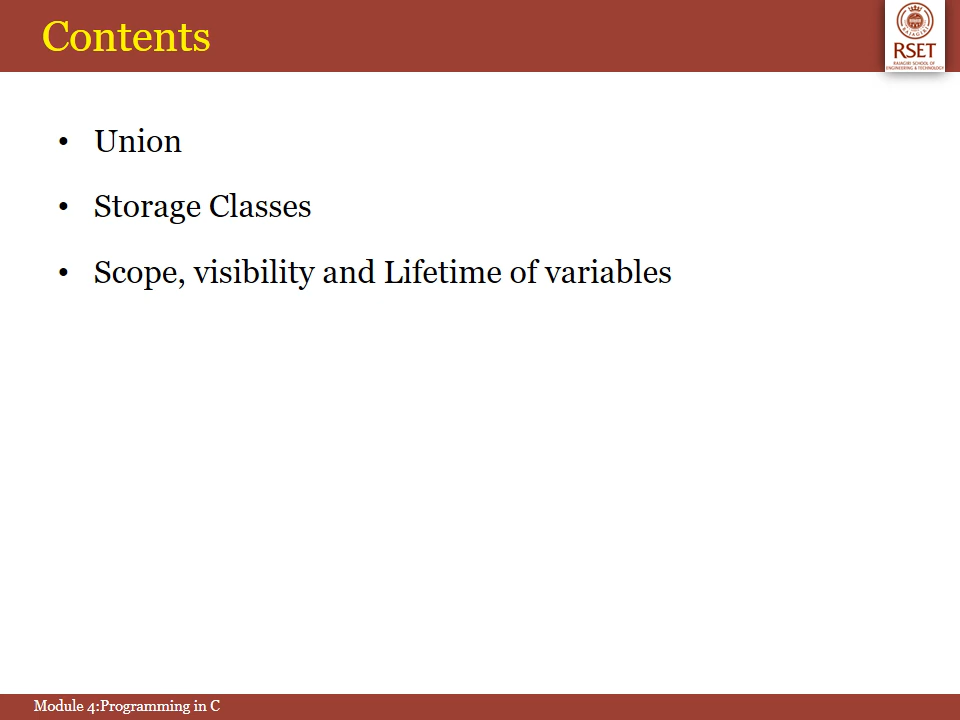 Contents
RAJAGIRI
RSET
RAJAGIRI SCHOOL OF
ENGINEERING & TECHNOLOGY
• Union
• Storage Classes
• Scope, visibility and Lifetime of variables
Module 4:Programming in C